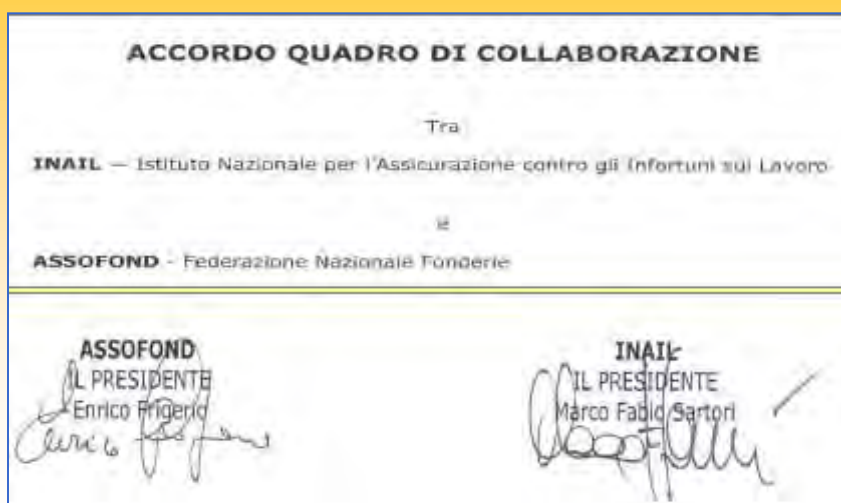 ACCORDO QUADRO DI COLLABORAZIONE
Tra
INAIL — Istituto Nazionale per l'Assicurazione contro gli Infortuni sul Lavoro
e
ASSOFOND - Federazione Nazionale Fonderie
ASSOFOND
IL PRESIDENTE
Enrico Frigerio
INAIL
IL PRESIDENTE
Marco Fabio Sartori